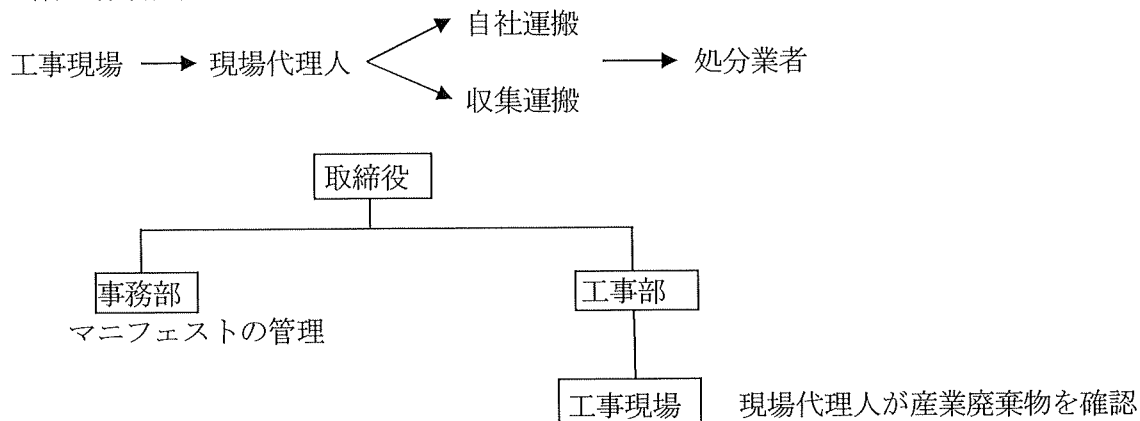 自社運搬
工事現場 → 現場代理人 → 処分業者
収集運搬
取締役
事務部 工事部
マニフェストの管理
工事現場 現場代理人が産業廃棄物を確認